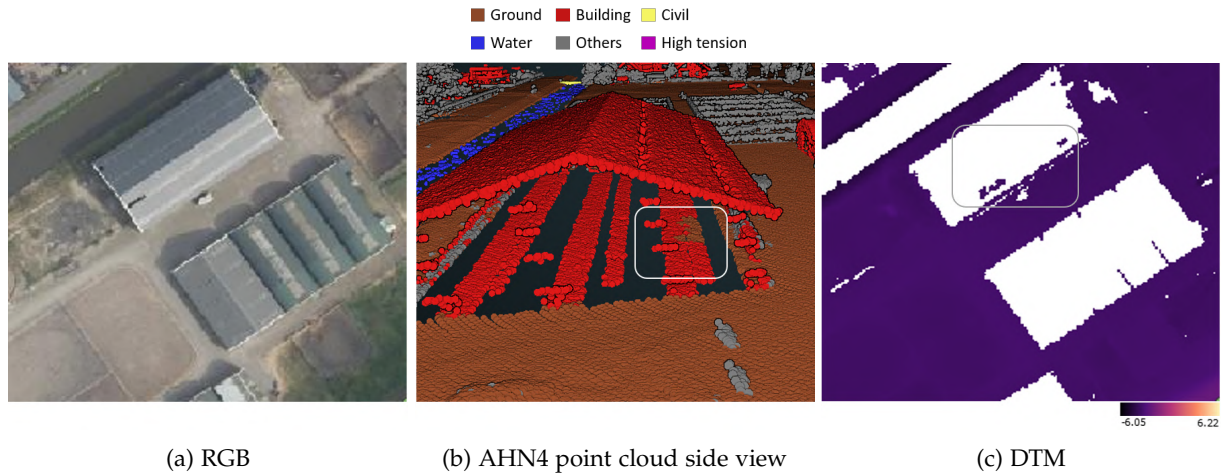 Ground Building Civil
Water Others High tension
-6.05 6.22
(a) RGB (b) AHN4 point cloud side view (c) DTM